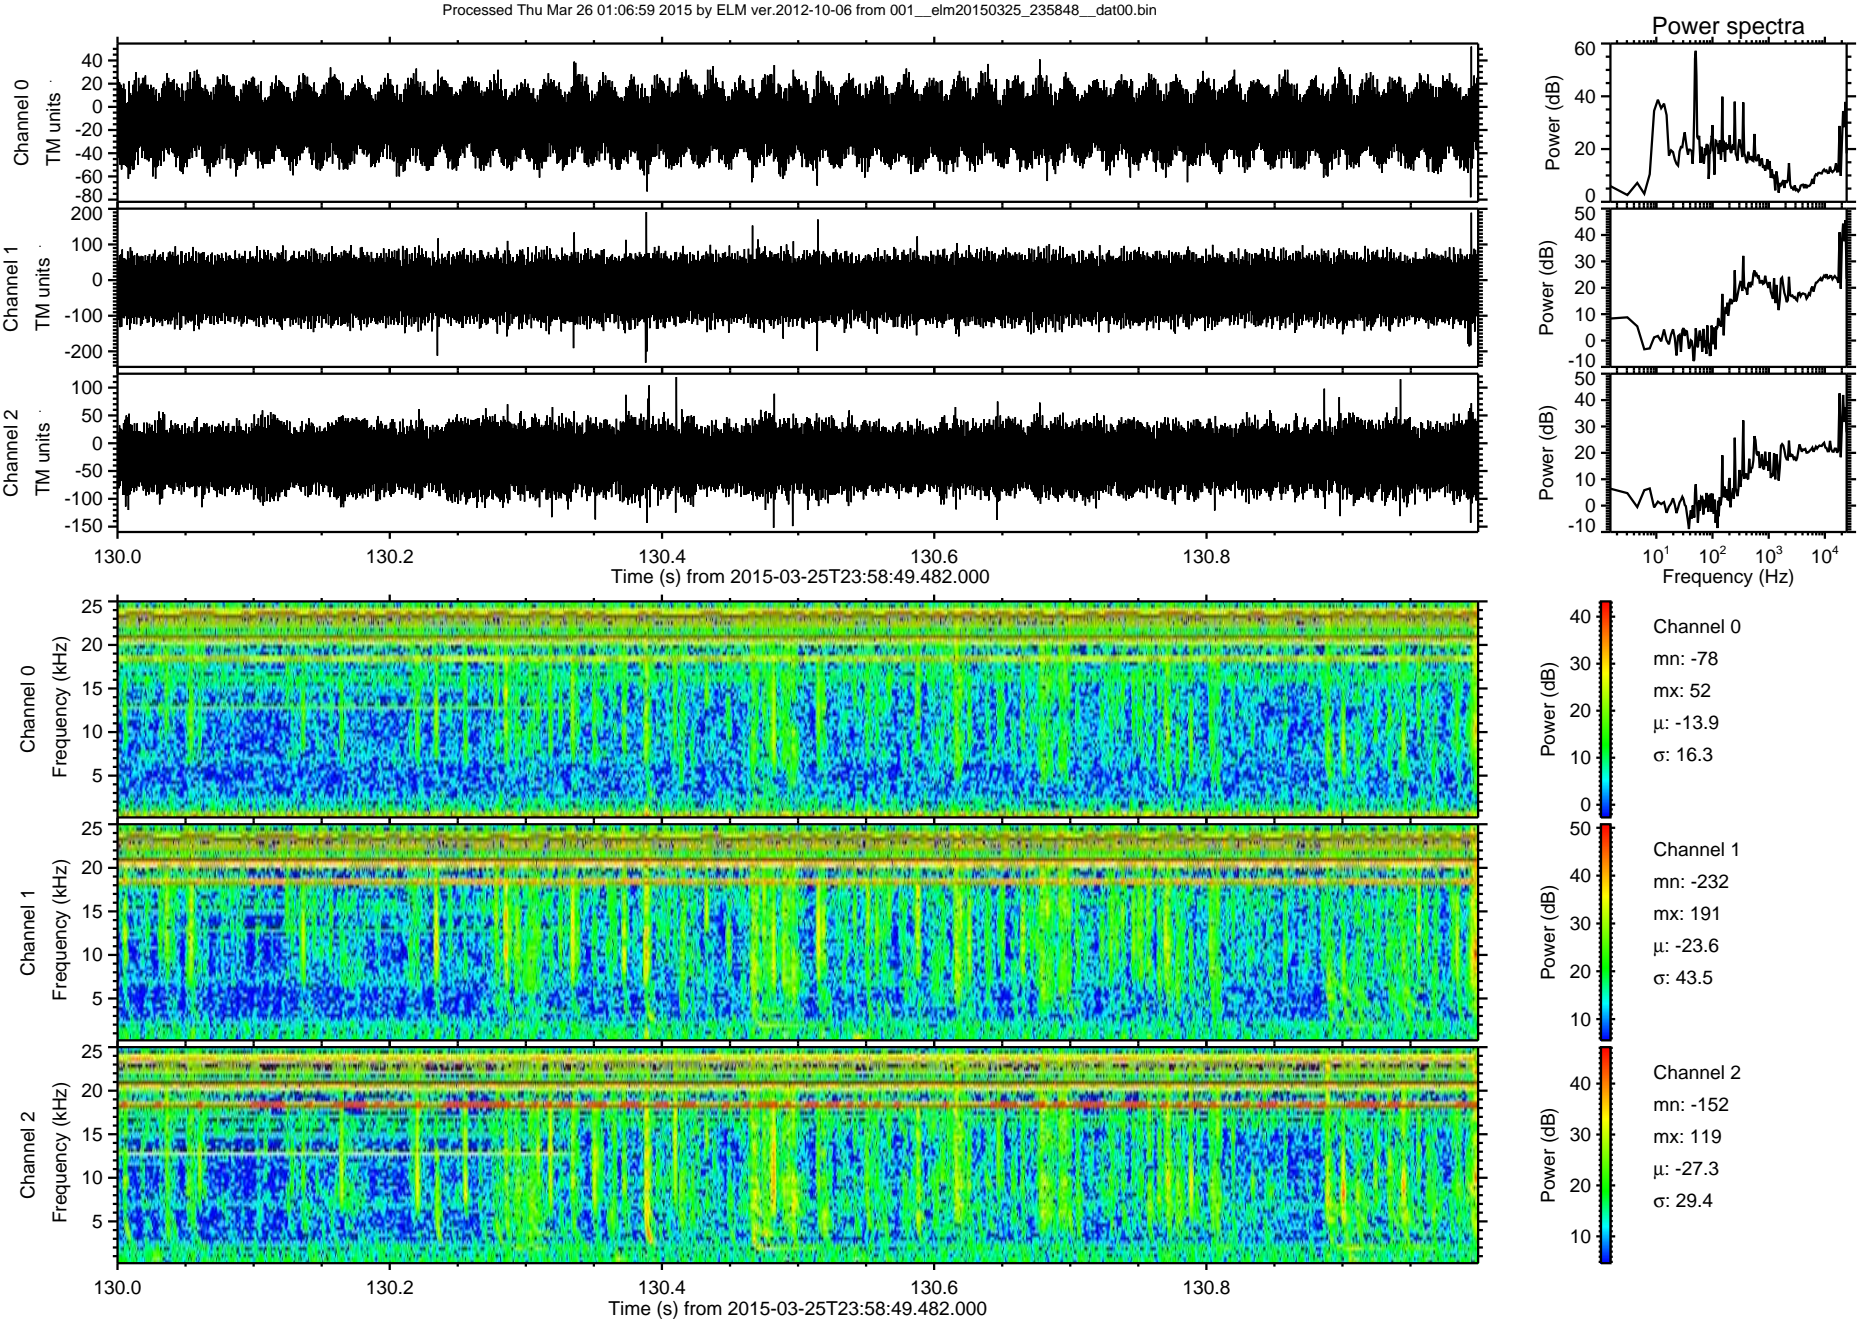 Processed Thu Mar 26 01:06:59 2015 by ELM ver.2012-10-06 from 001__elm20150325_235848__dat00.bin
Power spectra
Channel 0
TM units
40
20
0
-20
-40
-60
-80
Power (dB)
60
40
20
0
Channel 1
TM units
200
100
0
-100
-200
Power (dB)
50
40
30
20
10
0
-10
Channel 2
TM units
100
50
0
-50
-100
-150
Power (dB)
50
40
30
20
10
0
-10
130.0 130.2 130.4 130.6 130.8
Time (s) from 2015-03-25T23:58:49.482.000
10^1 10^2 10^3 10^4
Frequency (Hz)
Channel 0
Frequency (kHz)
25
20
15
10
5
Power (dB)
40
30
20
10
0
Channel 0
mn: -78
mx: 52
μ: -13.9
σ: 16.3
Channel 1
Frequency (kHz)
25
20
15
10
5
Power (dB)
50
40
30
20
10
Channel 1
mn: -232
mx: 191
μ: -23.6
σ: 43.5
Channel 2
Frequency (kHz)
25
20
15
10
5
Power (dB)
40
30
20
10
Channel 2
mn: -152
mx: 119
μ: -27.3
σ: 29.4
130.0 130.2 130.4 130.6 130.8
Time (s) from 2015-03-25T23:58:49.482.000